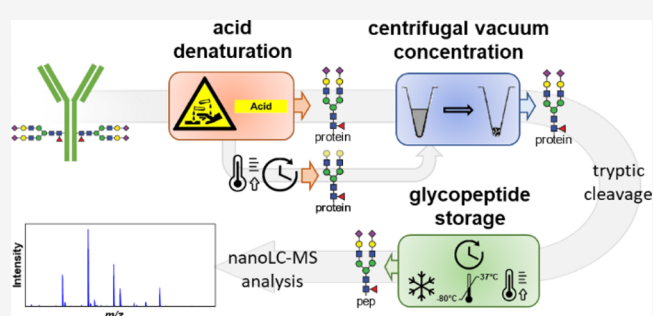 acid
denaturation
centrifugal vacuum
concentration
Acid
protein
protein
protein
tryptic
cleavage
glycopeptide
storage
nanoLC-MS
analysis
pep
-80°C
37°C
Intensity
m/z